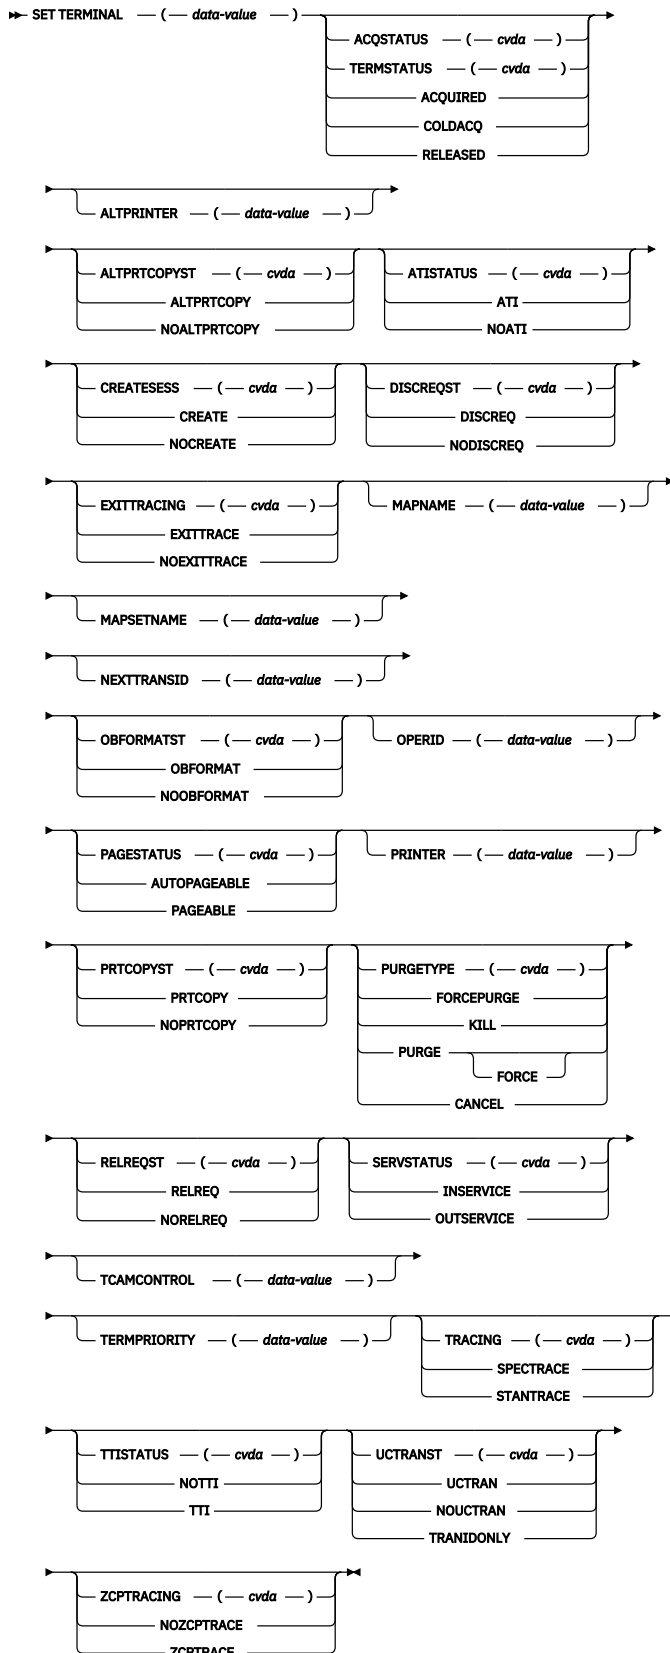 SET TERMINAL ( data-value )
ACQSTATUS ( cvda )
TERMSTATUS ( cvda )
ACQUIRED
COLDACQ
RELEASED
ALTPRINTER ( data-value )
ALTPRTCOPYST ( cvda )
ALTPRTCOPY
NOALTPRTCOPY
ATISTATUS ( cvda )
ATI
NOATI
CREATESESS ( cvda )
CREATE
NOCREATE
DISCREQST ( cvda )
DISCREQ
NODISCREQ
EXITTRACING ( cvda )
EXITTRACE
NOEXITTRACE
MAPNAME ( data-value )
MAPSETNAME ( data-value )
NEXTTRANSID ( data-value )
OBFORMATST ( cvda )
OBFORMAT
NOOBFORMAT
OPERID ( data-value )
PAGESTATUS ( cvda )
AUTOPAGEABLE
PAGEABLE
PRINTER ( data-value )
PRTCOPYST ( cvda )
PRTCOPY
NOPRTCOPY
PURGETYPE ( cvda )
FORCEPURGE
KILL
PURGE
FORCE
CANCEL
RELREQST ( cvda )
RELREQ
NORELREQ
SERVSTATUS ( cvda )
INSERVICE
OUTSERVICE
TCAMCONTROL ( data-value )
TERMPRIORITY ( data-value )
TRACING ( cvda )
SPECTRACE
STANTRACE
TTISTATUS ( cvda )
NOTTI
TTI
UCTRANST ( cvda )
UCTRAN
NOUCTRAN
TRANIDONLY
ZCPTRACING ( cvda )
NOZCPTRACE
ZCPTRACE